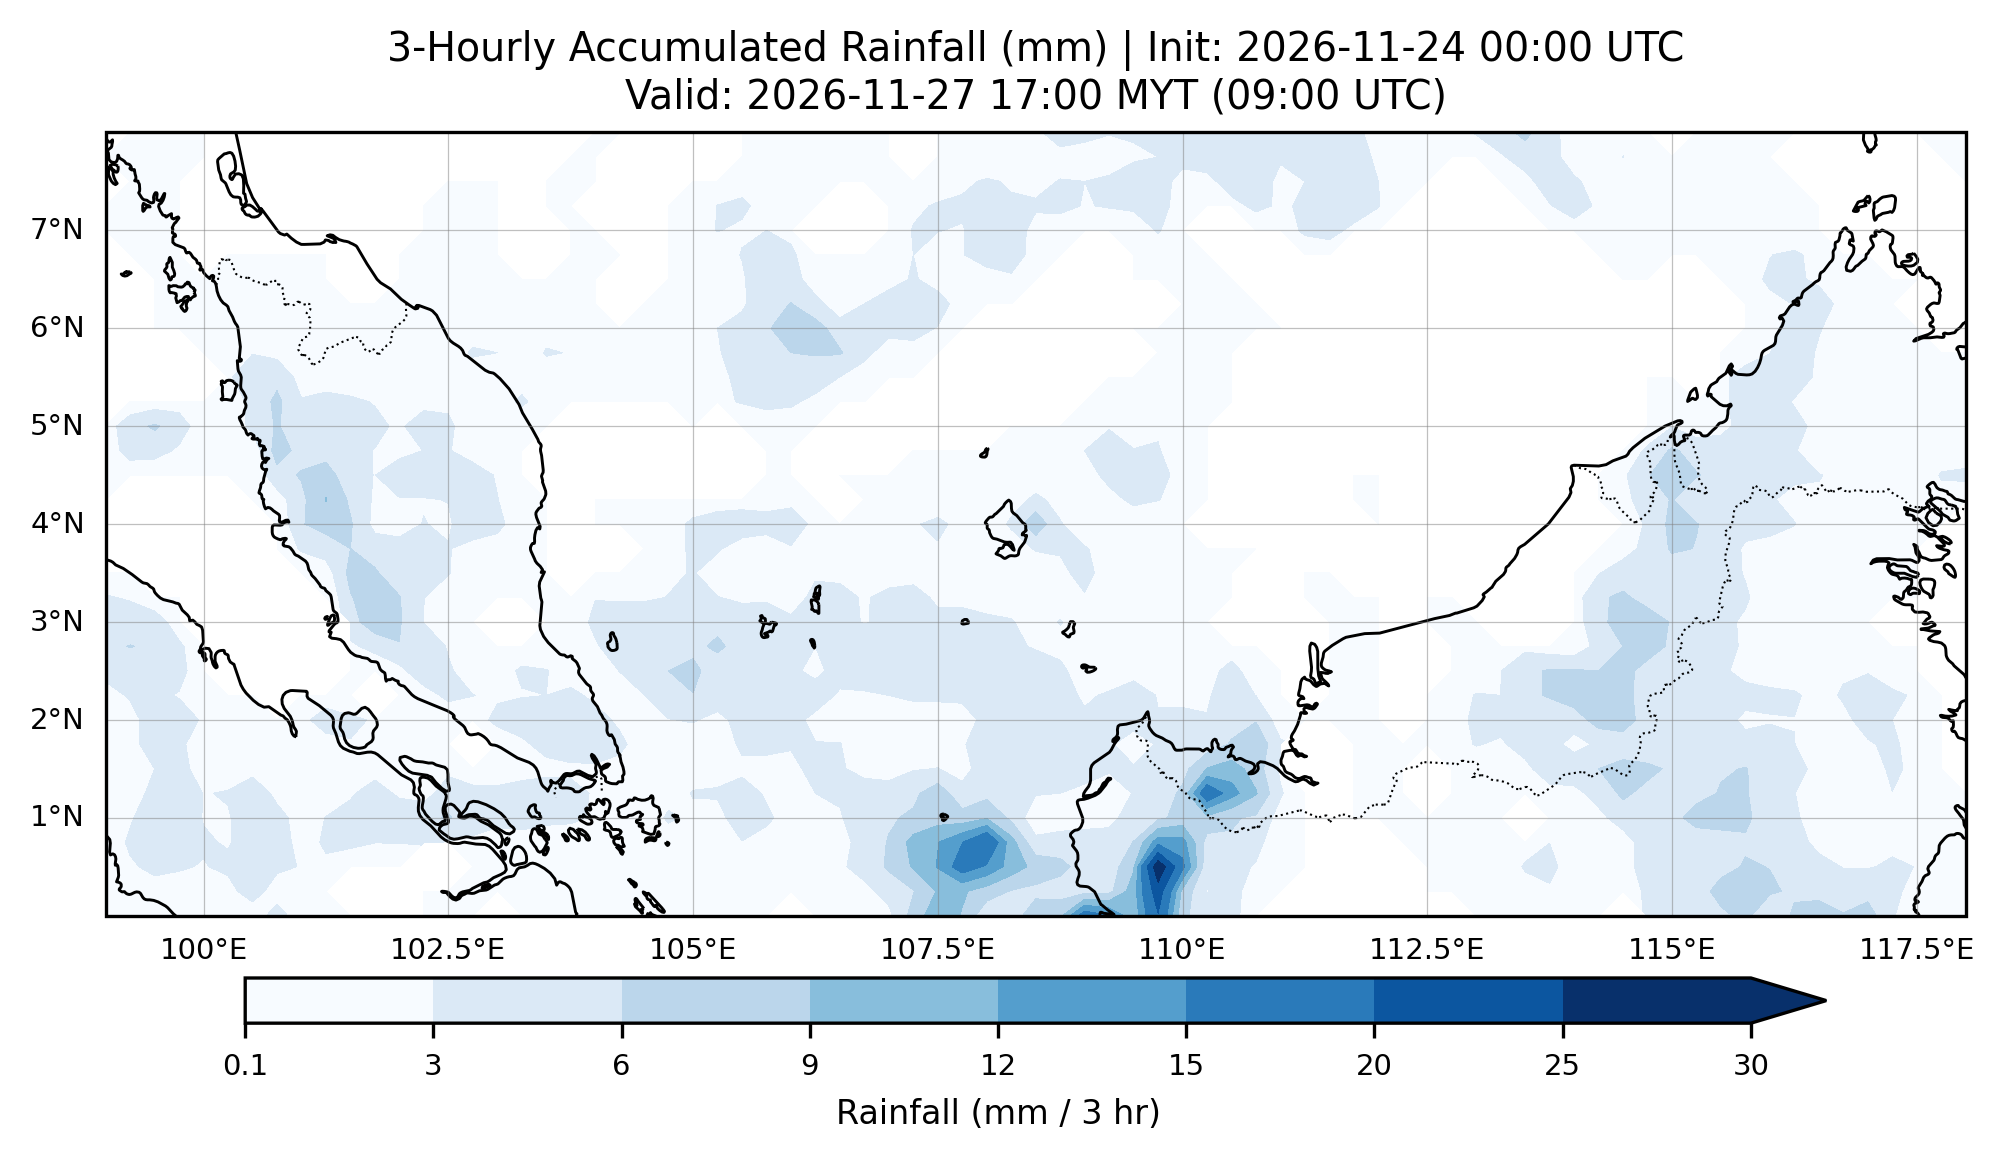 3-Hourly Accumulated Rainfall (mm) | Init: 2026-11-24 00:00 UTC
Valid: 2026-11-27 17:00 MYT (09:00 UTC)
7°N
6°N
5°N
4°N
3°N
2°N
1°N
100°E 102.5°E 105°E 107.5°E 110°E 112.5°E 115°E 117.5°E
0.1 3 6 9 12 15 20 25 30
Rainfall (mm / 3 hr)